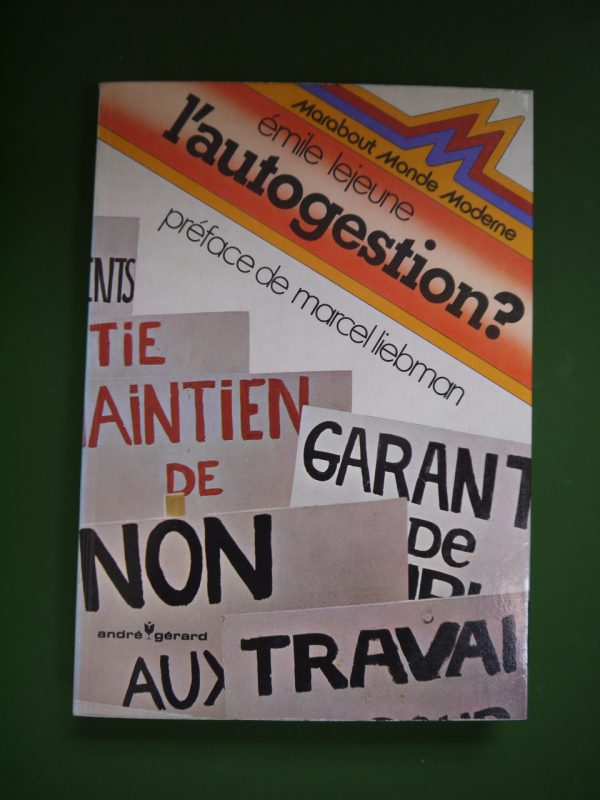 Marabout Monde Moderne
émile lejeune
l'autogestion?
préface de marcel liebman
ENTS
TiE
AiNTiEN
DE
GARANT
De
NON
andré gérard
AUX
TRAVAI